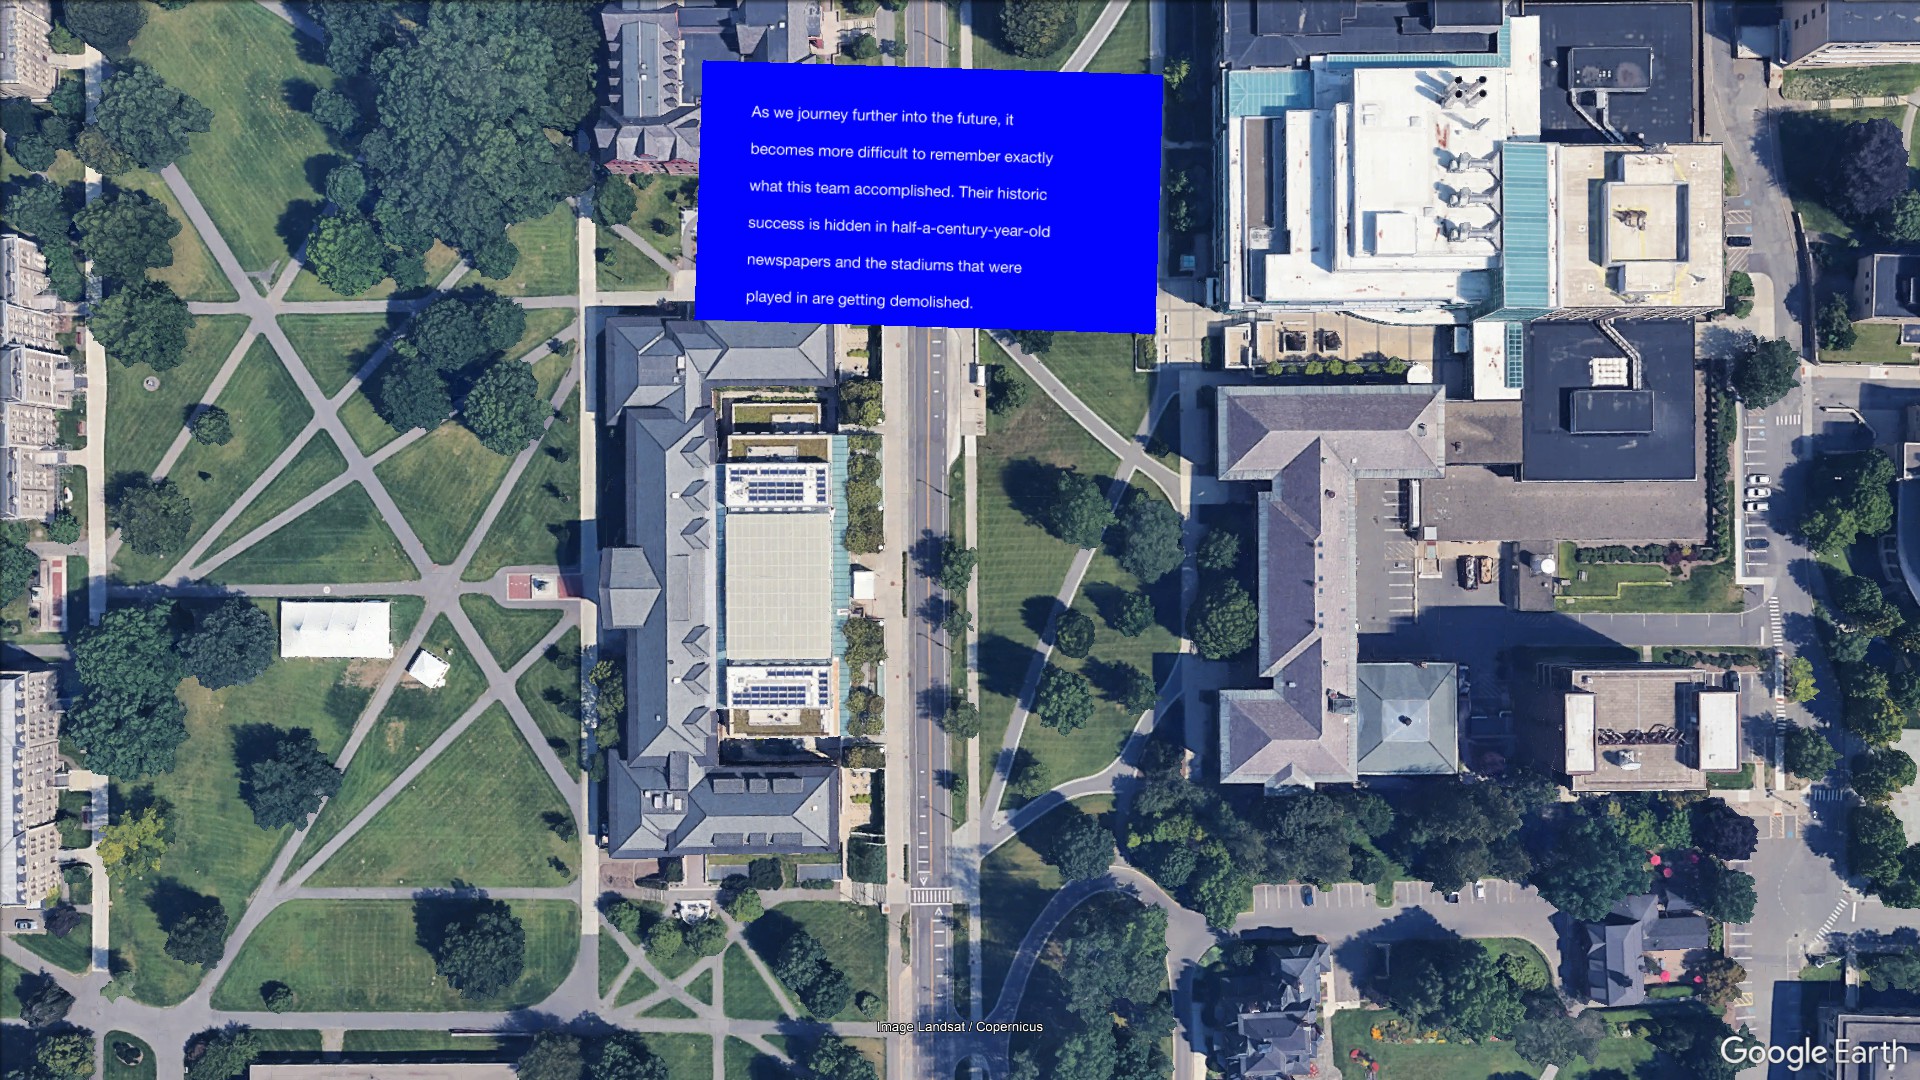 As we journey further into the future, it
becomes more difficult to remember exactly
what this team accomplished. Their historic
success is hidden in half-a-century-year-old
newspapers and the stadiums that were
played in are getting demolished.
Image Landsat / Copernicus
Google Earth